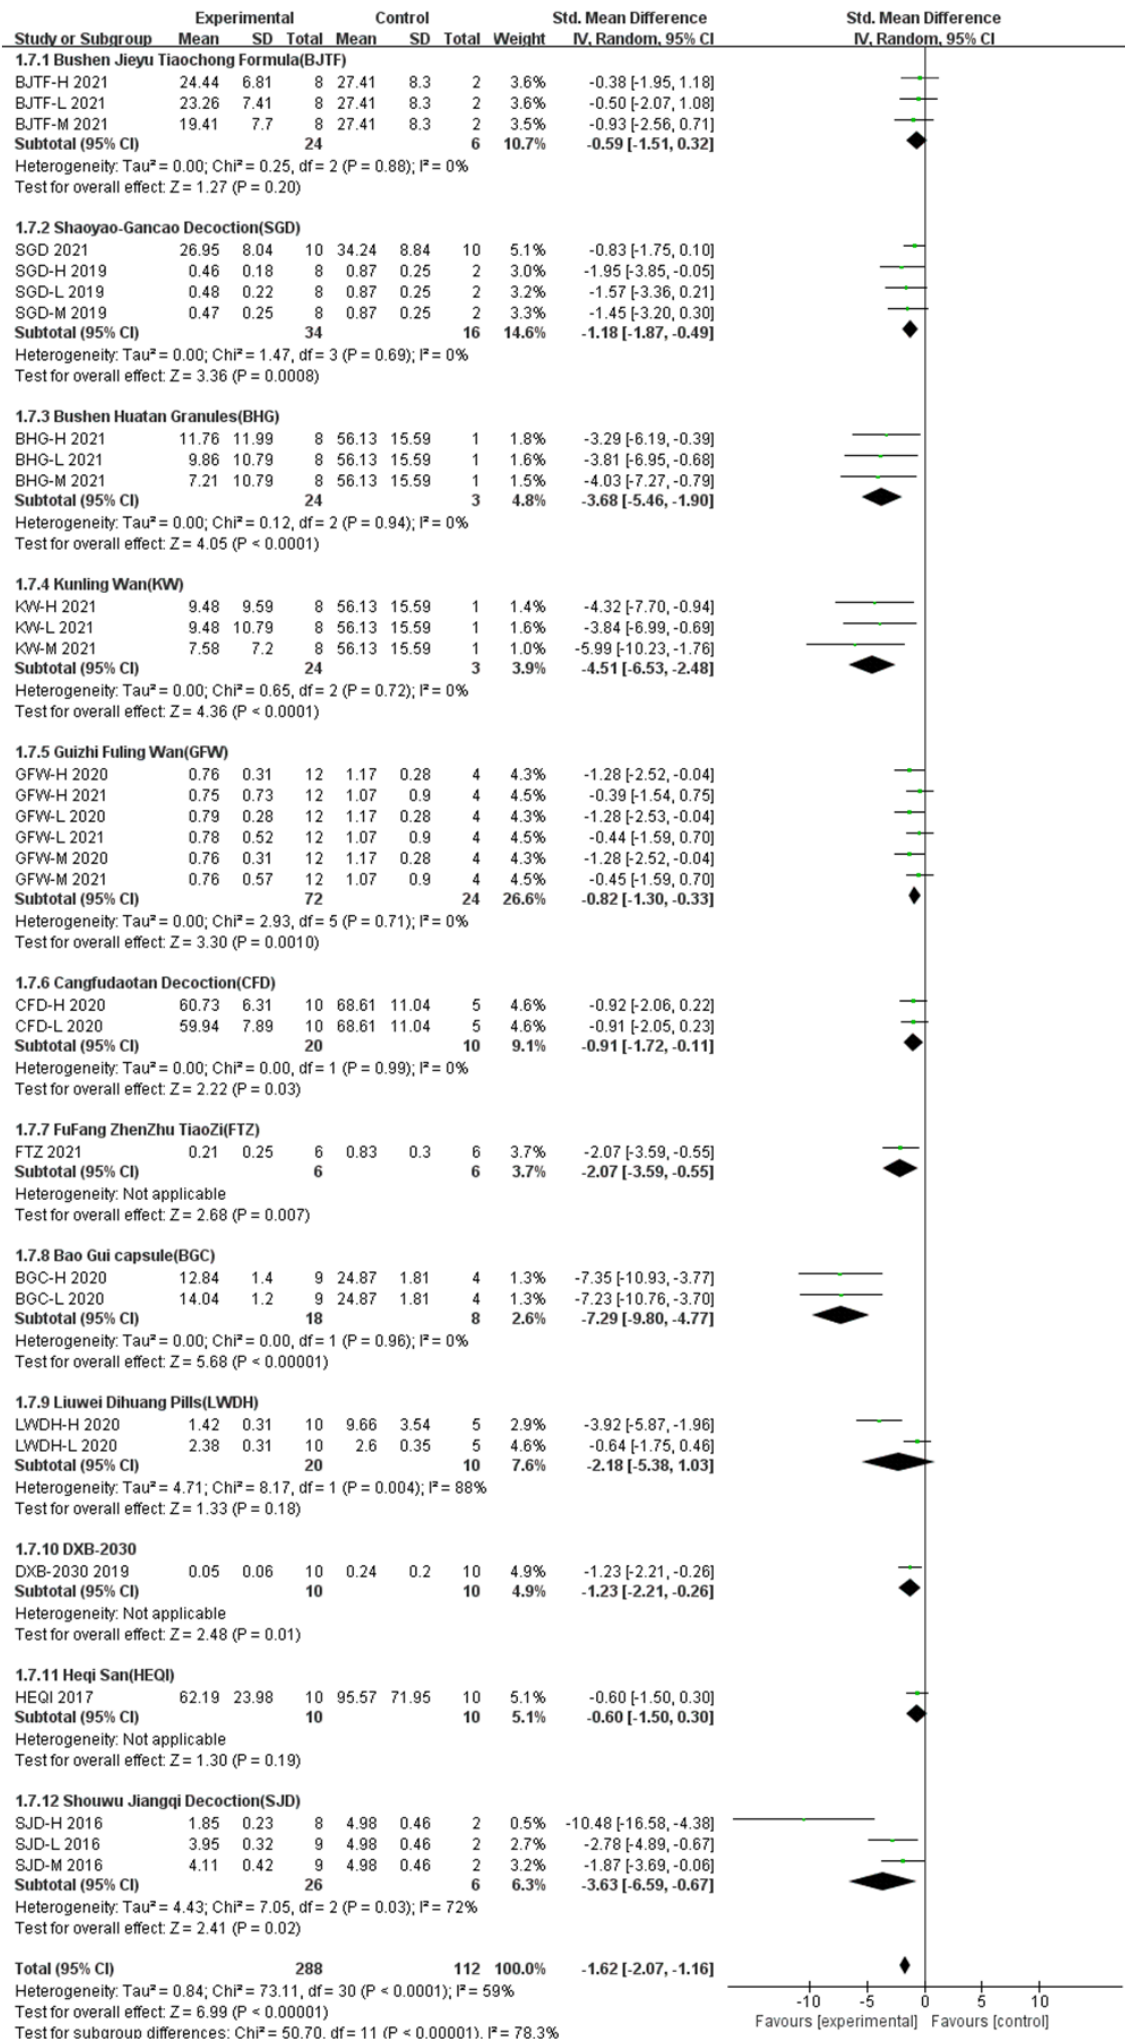 Experimental Control Std. Mean Difference Std. Mean Difference
Study or Subgroup Mean SD Total Mean SD Total Weight IV, Random, 95% CI IV, Random, 95% CI
1.7.1 Bushen Jieyu Tiaochong Formula(BJTF)
BJTF-H 2021 24.44 6.81 8 27.41 8.3 2 3.6% -0.38 [-1.95, 1.18]
BJTF-L 2021 23.26 7.41 8 27.41 8.3 2 3.6% -0.50 [-2.07, 1.08]
BJTF-M 2021 19.41 7.7 8 27.41 8.3 2 3.5% -0.93 [-2.56, 0.71]
Subtotal (95% CI) 24 6 10.7% -0.59 [-1.51, 0.32]
Heterogeneity: Tau² = 0.00; Chi² = 0.25, df = 2 (P = 0.88); I² = 0%
Test for overall effect: Z = 1.27 (P = 0.20)
1.7.2 Shaoyao-Gancao Decoction(SGD)
SGD 2021 26.95 8.04 10 34.24 8.84 10 5.1% -0.83 [-1.75, 0.10]
SGD-H 2019 0.46 0.18 8 0.87 0.25 2 3.0% -1.95 [-3.85, -0.05]
SGD-L 2019 0.48 0.22 8 0.87 0.25 2 3.2% -1.57 [-3.36, 0.21]
SGD-M 2019 0.47 0.25 8 0.87 0.25 2 3.3% -1.45 [-3.20, 0.30]
Subtotal (95% CI) 34 16 14.6% -1.18 [-1.87, -0.49]
Heterogeneity: Tau² = 0.00; Chi² = 1.47, df = 3 (P = 0.69); I² = 0%
Test for overall effect: Z = 3.36 (P = 0.0008)
1.7.3 Bushen Huatan Granules(BHG)
BHG-H 2021 11.76 11.99 8 56.13 15.59 1 1.8% -3.29 [-6.19, -0.39]
BHG-L 2021 9.86 10.79 8 56.13 15.59 1 1.6% -3.81 [-6.95, -0.68]
BHG-M 2021 7.21 10.79 8 56.13 15.59 1 1.5% -4.03 [-7.27, -0.79]
Subtotal (95% CI) 24 3 4.8% -3.68 [-5.46, -1.90]
Heterogeneity: Tau² = 0.00; Chi² = 0.12, df = 2 (P = 0.94); I² = 0%
Test for overall effect: Z = 4.05 (P < 0.0001)
1.7.4 Kunling Wan(KW)
KW-H 2021 9.48 9.59 8 56.13 15.59 1 1.4% -4.32 [-7.70, -0.94]
KW-L 2021 9.48 10.79 8 56.13 15.59 1 1.6% -3.84 [-6.99, -0.69]
KW-M 2021 7.58 7.2 8 56.13 15.59 1 1.0% -5.99 [-10.23, -1.76]
Subtotal (95% CI) 24 3 3.9% -4.51 [-6.53, -2.48]
Heterogeneity: Tau² = 0.00; Chi² = 0.65, df = 2 (P = 0.72); I² = 0%
Test for overall effect: Z = 4.36 (P < 0.0001)
1.7.5 Guizhi Fuling Wan(GFW)
GFW-H 2020 0.76 0.31 12 1.17 0.28 4 4.3% -1.28 [-2.52, -0.04]
GFW-H 2021 0.75 0.73 12 1.07 0.9 4 4.5% -0.39 [-1.54, 0.75]
GFW-L 2020 0.79 0.28 12 1.17 0.28 4 4.3% -1.28 [-2.53, -0.04]
GFW-L 2021 0.78 0.52 12 1.07 0.9 4 4.5% -0.44 [-1.59, 0.70]
GFW-M 2020 0.76 0.31 12 1.17 0.28 4 4.3% -1.28 [-2.52, -0.04]
GFW-M 2021 0.76 0.57 12 1.07 0.9 4 4.5% -0.45 [-1.59, 0.70]
Subtotal (95% CI) 72 24 26.6% -0.82 [-1.30, -0.33]
Heterogeneity: Tau² = 0.00; Chi² = 2.93, df = 5 (P = 0.71); I² = 0%
Test for overall effect: Z = 3.30 (P = 0.0010)
1.7.6 Cangfudaotan Decoction(CFD)
CFD-H 2020 60.73 6.31 10 68.61 11.04 5 4.6% -0.92 [-2.06, 0.22]
CFD-L 2020 59.94 7.89 10 68.61 11.04 5 4.6% -0.91 [-2.05, 0.23]
Subtotal (95% CI) 20 10 9.1% -0.91 [-1.72, -0.11]
Heterogeneity: Tau² = 0.00; Chi² = 0.00, df = 1 (P = 0.99); I² = 0%
Test for overall effect: Z = 2.22 (P = 0.03)
1.7.7 FuFang ZhenZhu TiaoZi(FTZ)
FTZ 2021 0.21 0.25 6 0.83 0.3 6 3.7% -2.07 [-3.59, -0.55]
Subtotal (95% CI) 6 6 3.7% -2.07 [-3.59, -0.55]
Heterogeneity: Not applicable
Test for overall effect: Z = 2.68 (P = 0.007)
1.7.8 Bao Gui capsule(BGC)
BGC-H 2020 12.84 1.4 9 24.87 1.81 4 1.3% -7.35 [-10.93, -3.77]
BGC-L 2020 14.04 1.2 9 24.87 1.81 4 1.3% -7.23 [-10.76, -3.70]
Subtotal (95% CI) 18 8 2.6% -7.29 [-9.80, -4.77]
Heterogeneity: Tau² = 0.00; Chi² = 0.00, df = 1 (P = 0.96); I² = 0%
Test for overall effect: Z = 5.68 (P < 0.00001)
1.7.9 Liuwei Dihuang Pills(LWDH)
LWDH-H 2020 1.42 0.31 10 9.66 3.54 5 2.9% -3.92 [-5.87, -1.96]
LWDH-L 2020 2.38 0.31 10 2.6 0.35 5 4.6% -0.64 [-1.75, 0.46]
Subtotal (95% CI) 20 10 7.6% -2.18 [-5.38, 1.03]
Heterogeneity: Tau² = 4.71; Chi² = 8.17, df = 1 (P = 0.004); I² = 88%
Test for overall effect: Z = 1.33 (P = 0.18)
1.7.10 DXB-2030
DXB-2030 2019 0.05 0.06 10 0.24 0.2 10 4.9% -1.23 [-2.21, -0.26]
Subtotal (95% CI) 10 10 4.9% -1.23 [-2.21, -0.26]
Heterogeneity: Not applicable
Test for overall effect: Z = 2.48 (P = 0.01)
1.7.11 Heqi San(HEQI)
HEQI 2017 62.19 23.98 10 95.57 71.95 10 5.1% -0.60 [-1.50, 0.30]
Subtotal (95% CI) 10 10 5.1% -0.60 [-1.50, 0.30]
Heterogeneity: Not applicable
Test for overall effect: Z = 1.30 (P = 0.19)
1.7.12 Shouwu Jiangqi Decoction(SJD)
SJD-H 2016 1.85 0.23 8 4.98 0.46 2 0.5% -10.48 [-16.58, -4.38]
SJD-L 2016 3.95 0.32 9 4.98 0.46 2 2.7% -2.78 [-4.89, -0.67]
SJD-M 2016 4.11 0.42 9 4.98 0.46 2 3.2% -1.87 [-3.69, -0.06]
Subtotal (95% CI) 26 6 6.3% -3.63 [-6.59, -0.67]
Heterogeneity: Tau² = 4.43; Chi² = 7.05, df = 2 (P = 0.03); I² = 72%
Test for overall effect: Z = 2.41 (P = 0.02)
Total (95% CI) 288 112 100.0% -1.62 [-2.07, -1.16]
Heterogeneity: Tau² = 0.84; Chi² = 73.11, df = 30 (P < 0.0001); I² = 59%
Test for overall effect: Z = 6.99 (P < 0.00001)
Test for subgroup differences: Chi² = 50.70, df = 11 (P < 0.00001), I² = 78.3%
-10 -5 0 5 10
Favours [experimental] Favours [control]